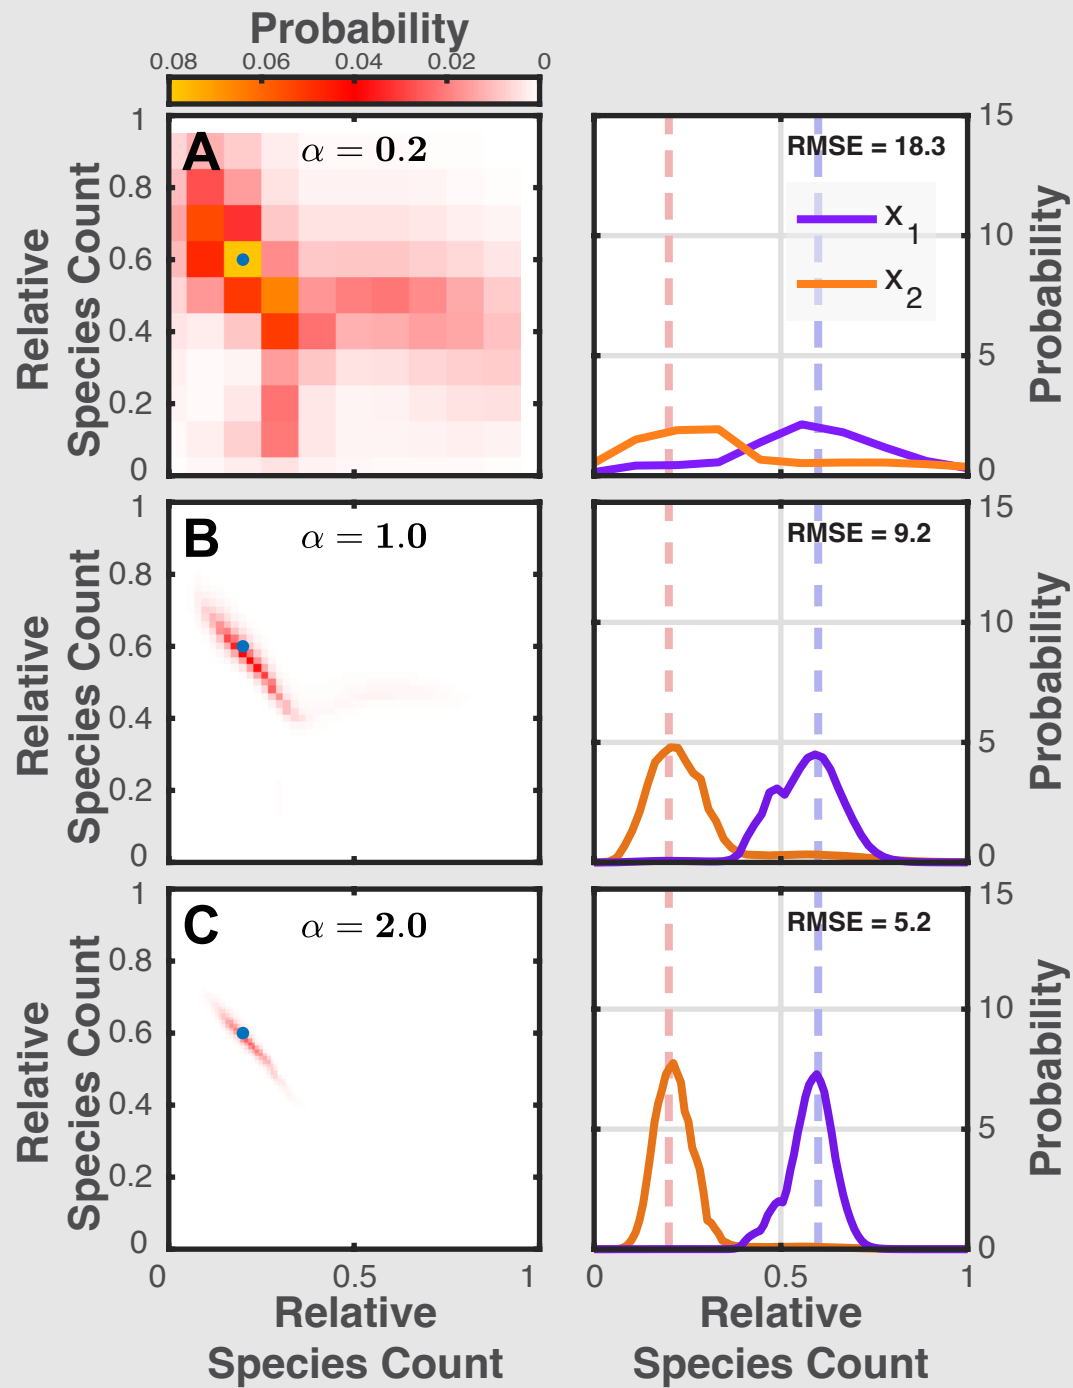 Probability
0.08 0.06 0.04 0.02 0
A
α = 0.2
1
0.8
0.6
0.4
0.2
0
Relative
Species Count
RMSE = 18.3
x1
x2
15
10
5
0
Probability
B
α = 1.0
1
0.8
0.6
0.4
0.2
0
Relative
Species Count
RMSE = 9.2
15
10
5
0
Probability
C
α = 2.0
1
0.8
0.6
0.4
0.2
0
Relative
Species Count
RMSE = 5.2
15
10
5
0
Probability
0 0.5 1
Relative
Species Count
0 0.5 1
Relative
Species Count